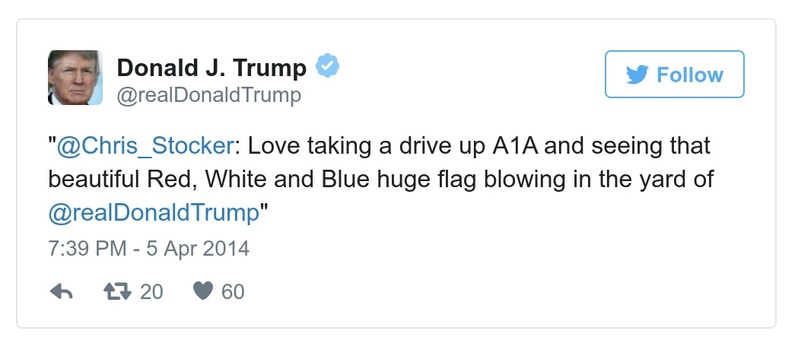 Donald J. Trump
@realDonaldTrump
Follow
"@Chris_Stocker: Love taking a drive up A1A and seeing that
beautiful Red, White and Blue huge flag blowing in the yard of
@realDonaldTrump"
7:39 PM - 5 Apr 2014
20 60